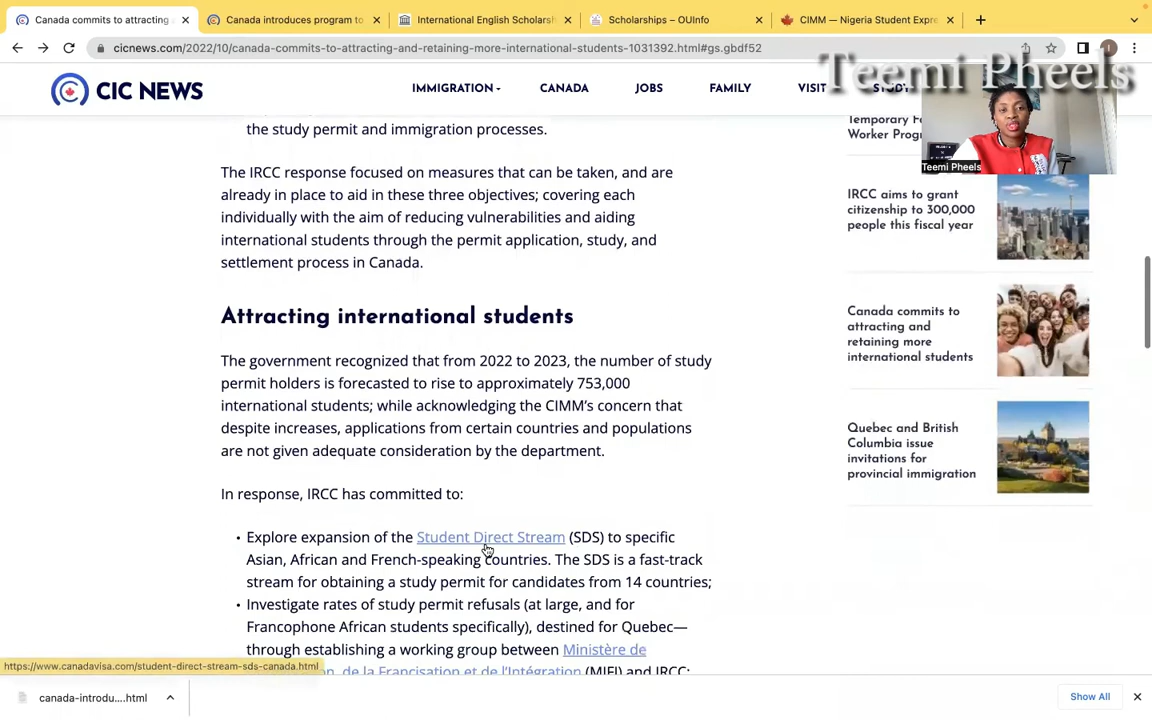 Canada commits to attracting
Canada introduces program to
International English Scholarsh
Scholarships – OUInfo
CIMM — Nigeria Student Expre
cicnews.com/2022/10/canada-commits-to-attracting-and-retaining-more-international-students-1031392.html#gs.gbdf52
Teemi Pheels
CIC NEWS
IMMIGRATION
CANADA
JOBS
FAMILY
VISIT
STUDY
Teemi Pheels
the study permit and immigration processes.
The IRCC response focused on measures that can be taken, and are
already in place to aid in these three objectives; covering each
individually with the aim of reducing vulnerabilities and aiding
international students through the permit application, study, and
settlement process in Canada.
Attracting international students
The government recognized that from 2022 to 2023, the number of study
permit holders is forecasted to rise to approximately 753,000
international students; while acknowledging the CIMM’s concern that
despite increases, applications from certain countries and populations
are not given adequate consideration by the department.
In response, IRCC has committed to:
• Explore expansion of the Student Direct Stream (SDS) to specific
Asian, African and French-speaking countries. The SDS is a fast-track
stream for obtaining a study permit for candidates from 14 countries;
• Investigate rates of study permit refusals (at large, and for
Francophone African students specifically), destined for Quebec—
through establishing a working group between Ministère de
de la Francisation et de l’Intégration (MIFI) and IRCC;
Temporary Fo
Worker Progr
IRCC aims to grant
citizenship to 300,000
people this fiscal year
Canada commits to
attracting and
retaining more
international students
Quebec and British
Columbia issue
invitations for
provincial immigration
https://www.canadavisa.com/student-direct-stream-sds-canada.html
canada-introdu....html
Show All